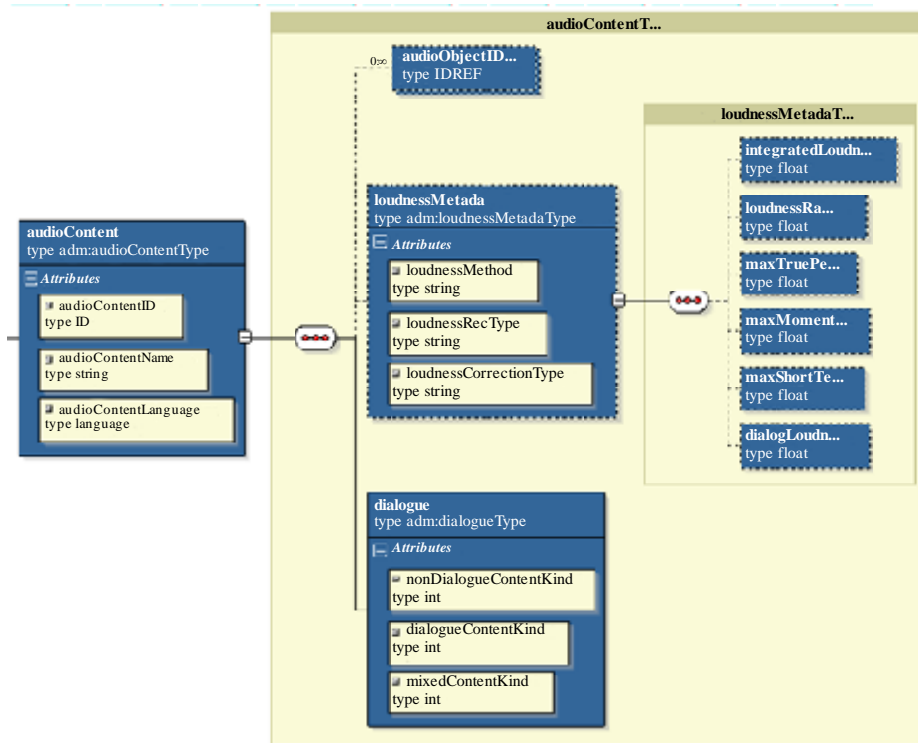 audioContentT...
0∞
audioObjectID...
type IDREF
loudnessMetadaT...
integratedLoudn...
type float
loudnessRa...
type float
maxTruePe...
type float
maxMoment...
type float
maxShortTe...
type float
dialogLoudn...
type float
loudnessMetada
type adm:loudnessMetadaType
Attributes
loudnessMethod
type string
loudnessRecType
type string
loudnessCorrectionType
type string
audioContent
type adm:audioContentType
Attributes
audioContentID
type ID
audioContentName
type string
audioContentLanguage
type language
dialogue
type adm:dialogueType
Attributes
nonDialogueContentKind
type int
dialogueContentKind
type int
mixedContentKind
type int